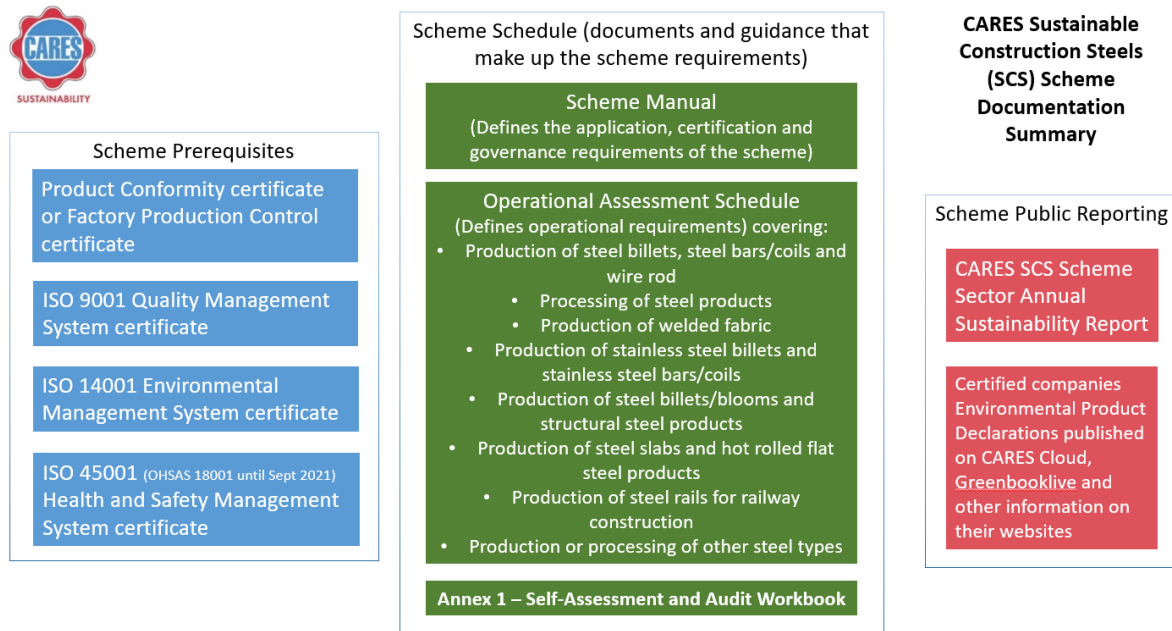 CARES
SUSTAINABILITY
Scheme Prerequisites
Product Conformity certificate
or Factory Production Control
certificate
ISO 9001 Quality Management
System certificate
ISO 14001 Environmental
Management System certificate
ISO 45001 (OHSAS 18001 until Sept 2021)
Health and Safety Management
System certificate
Scheme Schedule (documents and guidance that
make up the scheme requirements)
Scheme Manual
(Defines the application, certification and
governance requirements of the scheme)
Operational Assessment Schedule
(Defines operational requirements) covering:
• Production of steel billets, steel bars/coils and
wire rod
• Processing of steel products
• Production of welded fabric
• Production of stainless steel billets and
stainless steel bars/coils
• Production of steel billets/blooms and
structural steel products
• Production of steel slabs and hot rolled flat
steel products
• Production of steel rails for railway
construction
• Production or processing of other steel types
Annex 1 – Self-Assessment and Audit Workbook
CARES Sustainable
Construction Steels
(SCS) Scheme
Documentation
Summary
Scheme Public Reporting
CARES SCS Scheme
Sector Annual
Sustainability Report
Certified companies
Environmental Product
Declarations published
on CARES Cloud,
Greenbooklive and
other information on
their websites